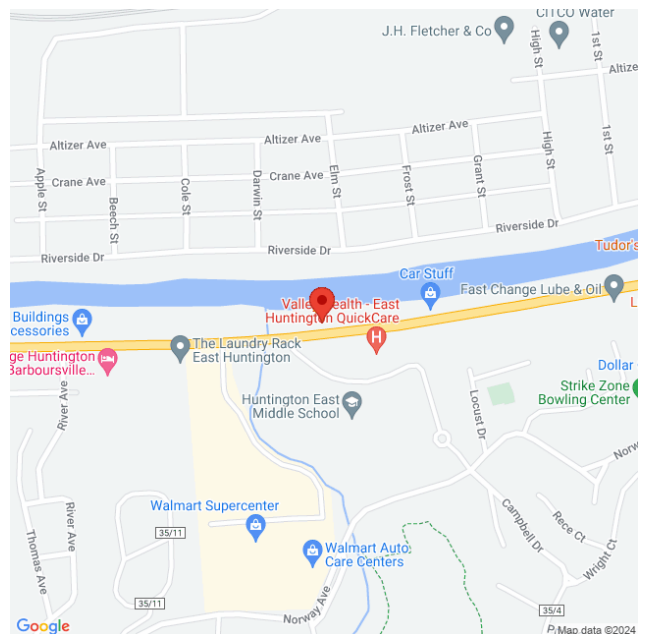 CITCO Water
J.H. Fletcher & Co
High St
1st St
Altizer
Altizer Ave
Altizer Ave
Crane Ave
Crane Ave
Apple St
Beech St
Cole St
Darwin St
Elm St
Frost St
Grant St
High St
1st St
Riverside Dr
Riverside Dr
Riverside Dr
Tudor's
Car Stuff
Fast Change Lube & Oil
Health - East
Huntington QuickCare
L
Buildings
ccessories
The Laundry Rack
East Huntington
ge Huntington
Barboursville...
Dollar
Strike Zone
Bowling Center
Huntington East
Middle School
River Ave
Locust Dr
Norw
Walmart Supercenter
Walmart Auto
Care Centers
35/11
River Ave
Thomas Ave
Campbell Dr
Rece Ct
Wright Ct
35/11
Norway Ave
35/4
Google
Map data ©2024